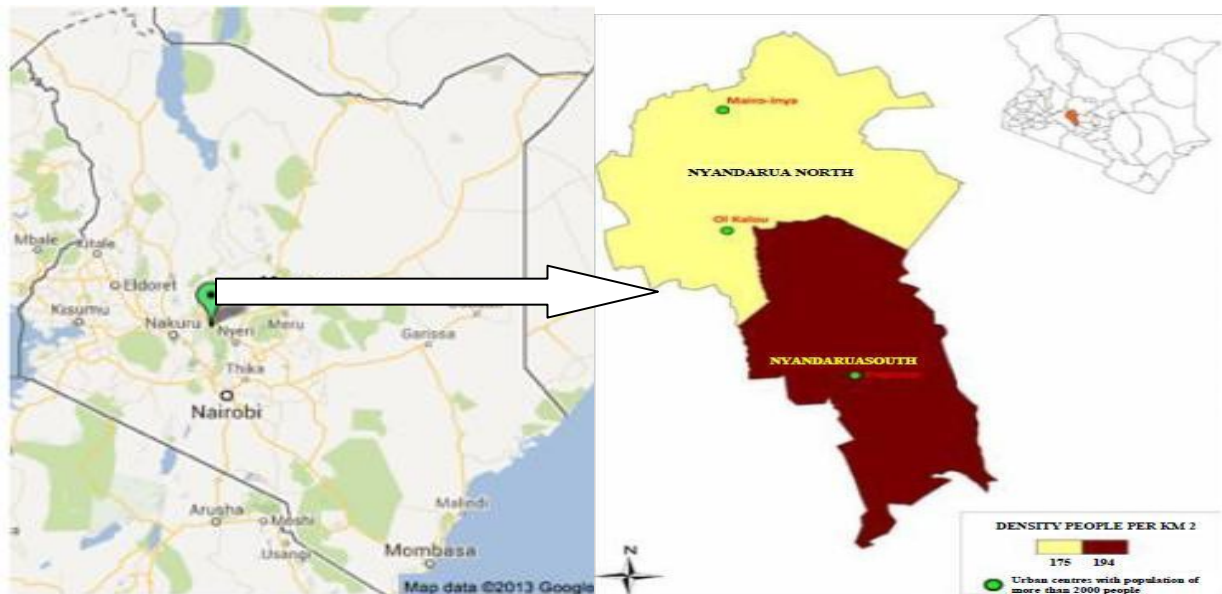 Mbale
Kitale
Eldoret
Kisumu
Nakuru
Nyeri
Meru
Garissa
Thika
Nairobi
Arusha
Moshi
Usangi
Malindi
Mombasa
Map data ©2013 Google
Mairo-Inya
NYANDARUA NORTH
Ol Kalou
NYANDARUASOUTH
N
DENSITY PEOPLE PER KM 2
175 194
Urban centres with population of
more than 2000 people